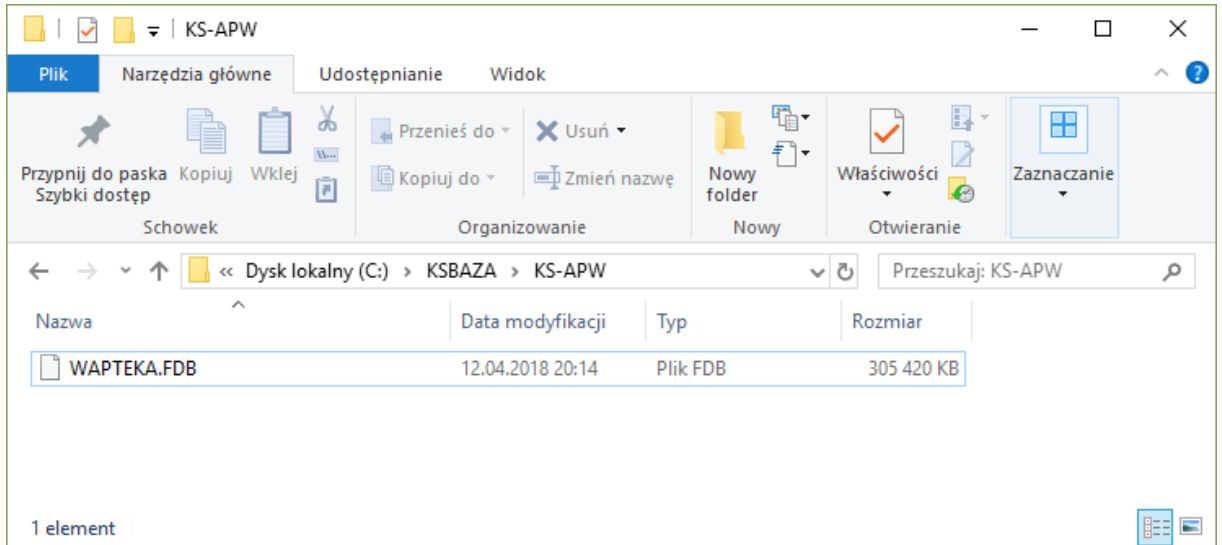 KS-APW
Plik Narzędzia główne Udostępnianie Widok
Przypnij do paska Szybki dostęp
Kopiuj
Wklej
Schowek
Przenieś do
Kopiuj do
Usuń
Zmień nazwę
Organizowanie
Nowy folder
Nowy
Właściwości
Otwieranie
Zaznaczanie
« Dysk lokalny (C:) › KSBAZA › KS-APW
Przeszukaj: KS-APW
Nazwa Data modyfikacji Typ Rozmiar
WAPTEKA.FDB 12.04.2018 20:14 Plik FDB 305 420 KB
1 element